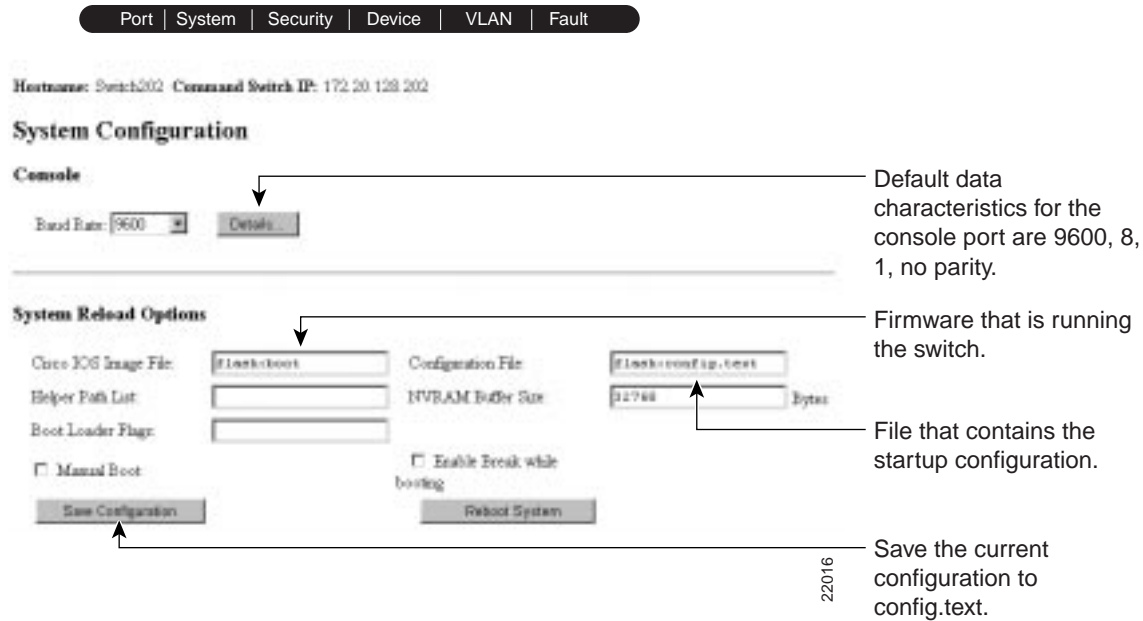 Port | System | Security | Device | VLAN | Fault
Hostname: Switch202 Command Switch IP: 172.20.128.202
System Configuration
Console
Baud Rate: 9600 Details...
Default data
characteristics for the
console port are 9600, 8,
1, no parity.
System Reload Options
Firmware that is running
the switch.
Cisco IOS Image File: flash:boot Configuration File: flash:config.text
Helper Path List: NVRAM Buffer Size: 32768 Bytes
Boot Loader Flags:
File that contains the
startup configuration.
Manual Boot Enable Break while
booting
Save Configuration Reboot System
Save the current
configuration to
config.text.
22016